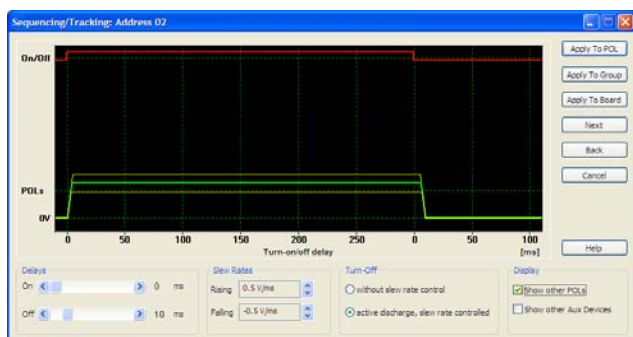 Sequencing/Tracking: Address 02
On/Off
POLs
0V
0 50 100 150 200 250 300 0 50 100
Turn-on/off delay [ms]
Apply To POL
Apply To Group
Apply To Board
Next
Back
Cancel
Help
Delays
On 0 ms
Off 10 ms
Slew Rates
Rising 0.5 V/ms
Falling -0.5 V/ms
Turn-Off
without slew rate control
active discharge, slew rate controlled
Display
Show other POLs
Show other Aux Devices